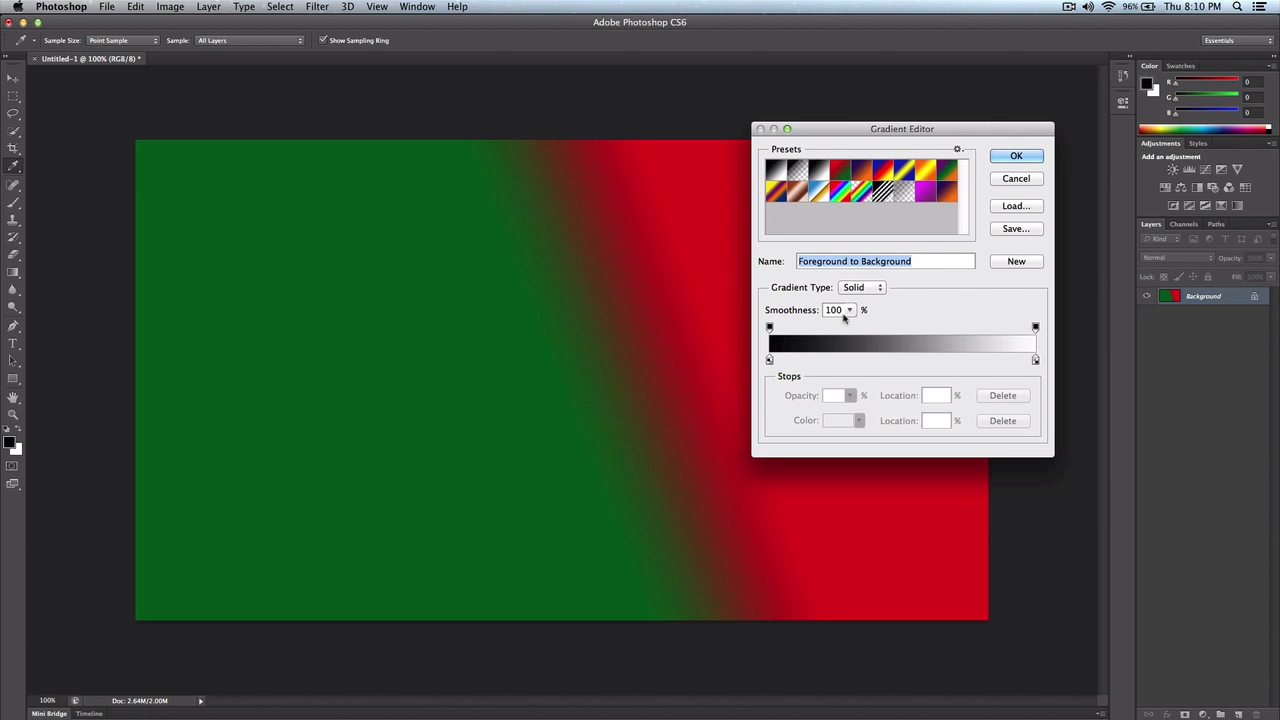 Photoshop File Edit Image Layer Type Select Filter 3D View Window Help 96% Thu 8:10 PM
Adobe Photoshop CS6
Sample Size: Point Sample Sample: All Layers Show Sampling Ring Essentials
× Untitled-1 @ 100% (RGB/8) *
Color Swatches
R 0
G 0
B 0
Gradient Editor
Presets
OK
Cancel
Load...
Save...
Name: Foreground to Background New
Gradient Type: Solid
Smoothness: 100 %
Stops
Opacity: % Location: % Delete
Color: Location: % Delete
Adjustments Styles
Add an adjustment
Layers Channels Paths
Kind
Normal Opacity: 100%
Lock: Fill: 100%
Background
100% Doc: 2.64M/2.00M
Mini Bridge Timeline